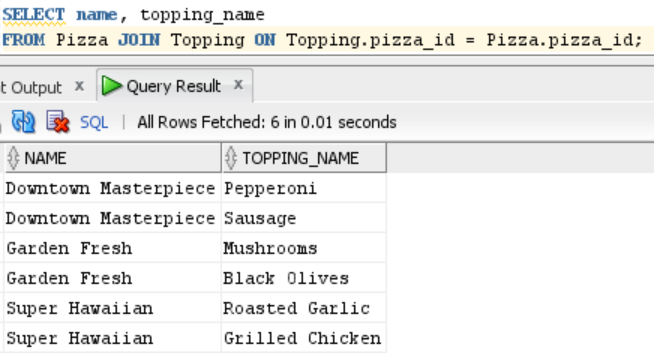 SELECT name, topping_name
FROM Pizza JOIN Topping ON Topping.pizza_id = Pizza.pizza_id;
t Output x Query Result x
SQL | All Rows Fetched: 6 in 0.01 seconds
NAME TOPPING_NAME
Downtown Masterpiece Pepperoni
Downtown Masterpiece Sausage
Garden Fresh Mushrooms
Garden Fresh Black Olives
Super Hawaiian Roasted Garlic
Super Hawaiian Grilled Chicken